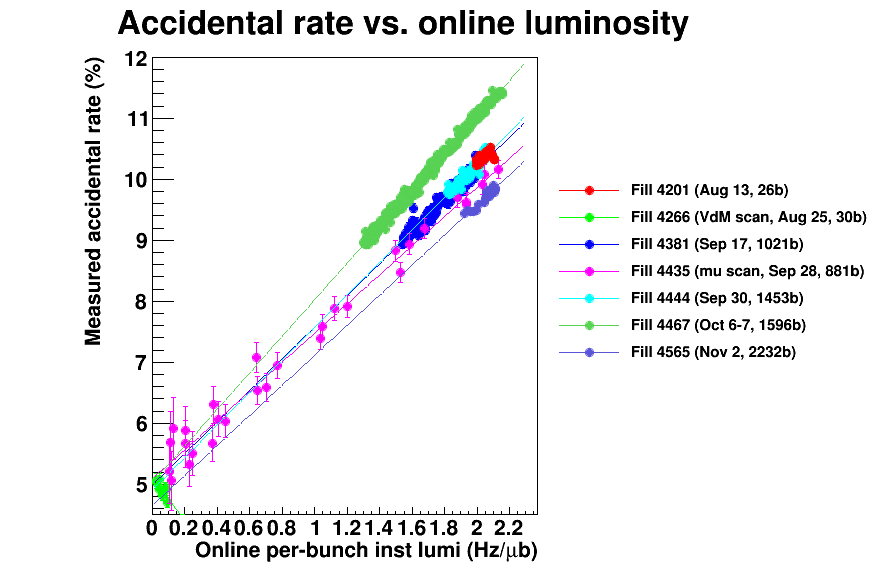 Accidental rate vs. online luminosity
Measured accidental rate (%)
12
11
10
9
8
7
6
5
0 0.2 0.4 0.6 0.8 1 1.2 1.4 1.6 1.8 2 2.2
Online per-bunch inst lumi (Hz/μb)
Fill 4201 (Aug 13, 26b)
Fill 4266 (VdM scan, Aug 25, 30b)
Fill 4381 (Sep 17, 1021b)
Fill 4435 (mu scan, Sep 28, 881b)
Fill 4444 (Sep 30, 1453b)
Fill 4467 (Oct 6-7, 1596b)
Fill 4565 (Nov 2, 2232b)